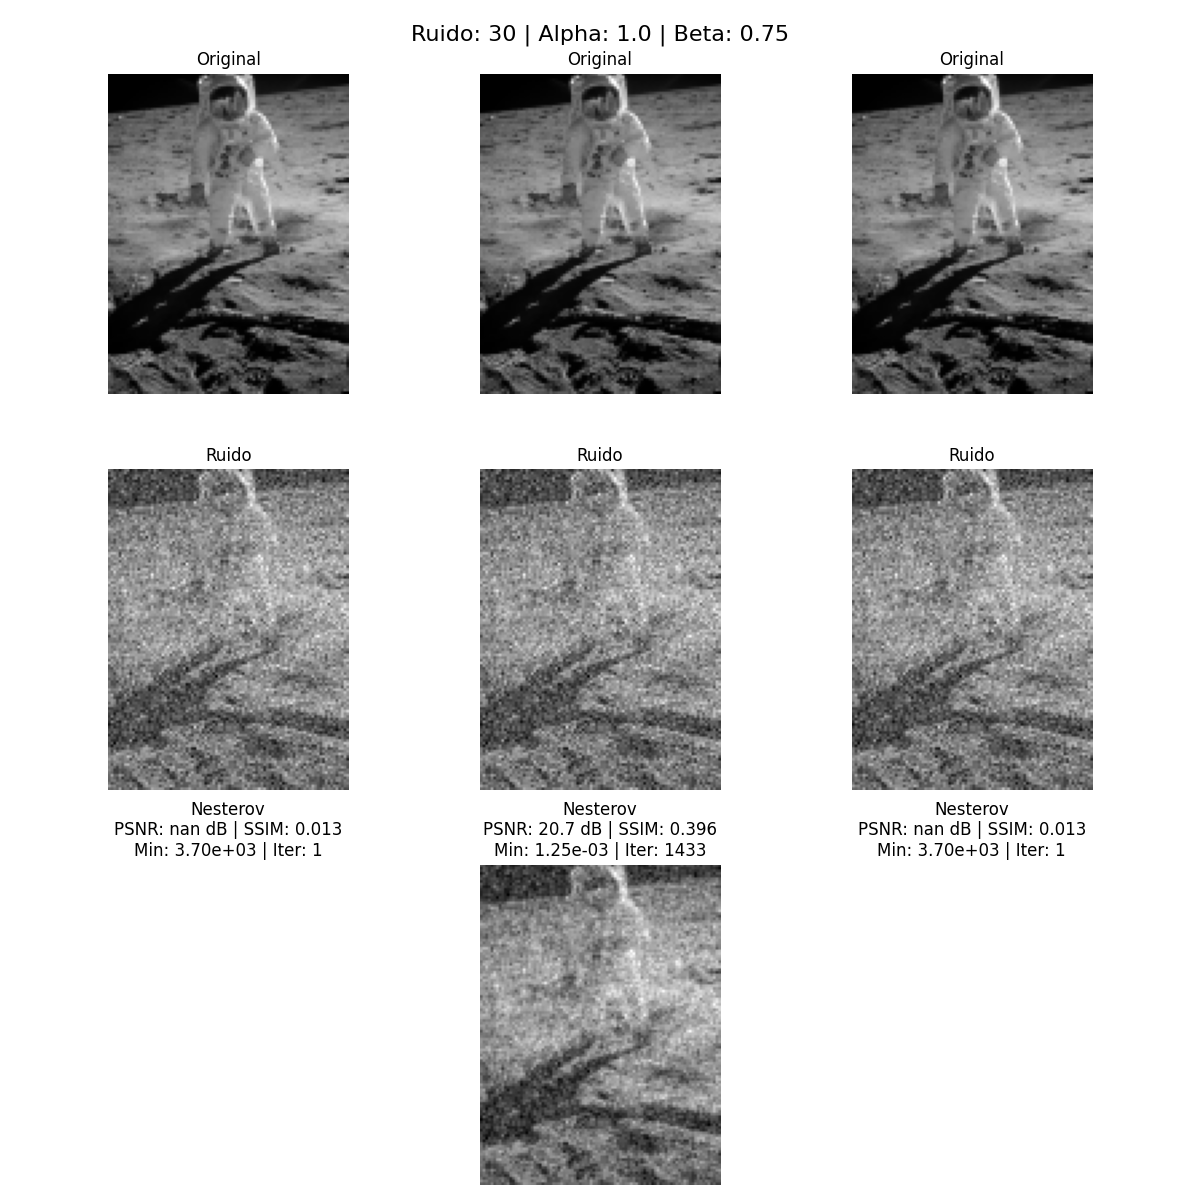 Ruido: 30 | Alpha: 1.0 | Beta: 0.75
Original
Original
Original
Ruido
Ruido
Ruido
Nesterov
PSNR: nan dB | SSIM: 0.013
Min: 3.70e+03 | Iter: 1
Nesterov
PSNR: 20.7 dB | SSIM: 0.396
Min: 1.25e-03 | Iter: 1433
Nesterov
PSNR: nan dB | SSIM: 0.013
Min: 3.70e+03 | Iter: 1